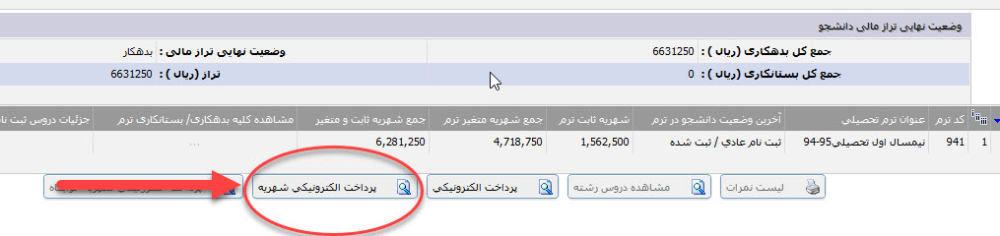 وضعیت نهایی تراز مالی دانشجو
جمع کل بدهکاری (ریال ) : 6631250 وضعیت نهایی تراز مالی : بدهکار
جمع کل بستانکاری (ریال ) : 0 تراز (ریال ) : 6631250
کد ترم عنوان ترم تحصیلی آخرین وضعیت دانشجو در ترم شهریه ثابت ترم جمع شهریه متغیر ترم جمع شهریه ثابت و متغیر مشاهده کلیه بدهکاری/ بستانکاری ترم جزئیات دروس ثبت نام
1 941 نیمسال اول تحصیلی95-94 ثبت نام عادي / ثبت شده 1,562,500 4,718,750 6,281,250 ...
لیست نمرات مشاهده دروس رشته پرداخت الکترونیکی پرداخت الکترونیکی شهریه